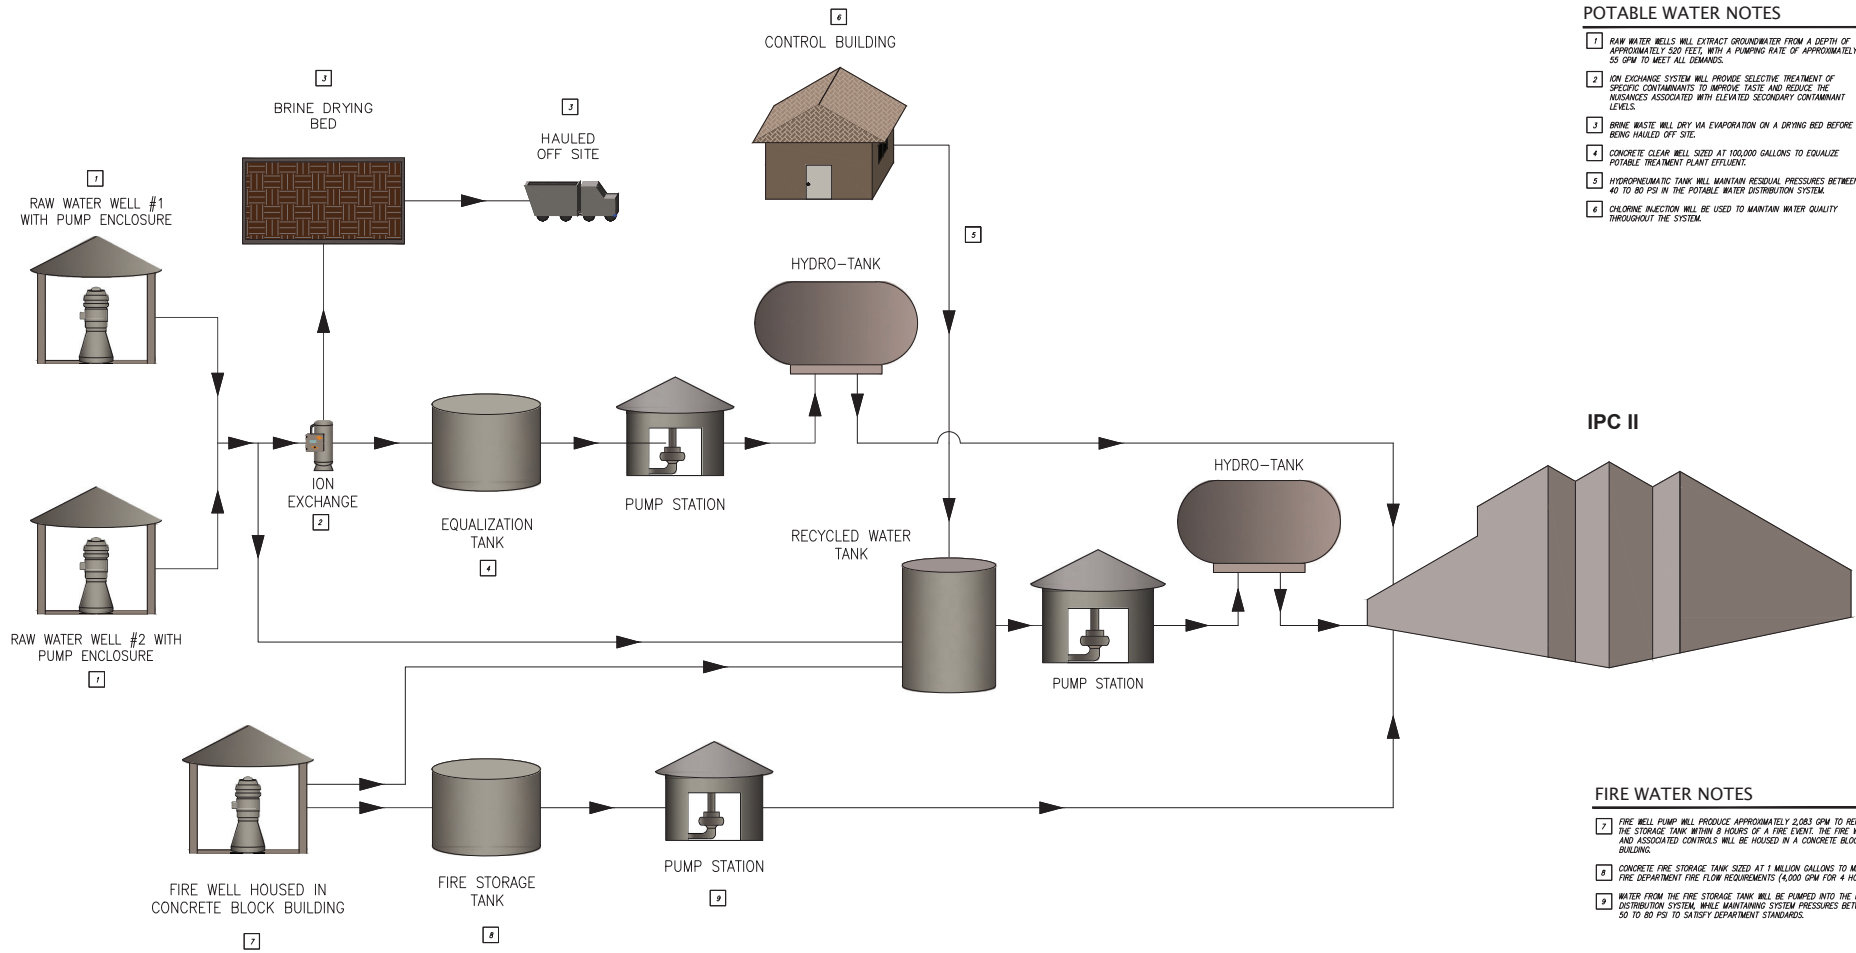 6
CONTROL BUILDING
3
BRINE DRYING
BED
3
HAULED
OFF SITE
1
RAW WATER WELL #1
WITH PUMP ENCLOSURE
5
HYDRO-TANK
ION
EXCHANGE
2
EQUALIZATION
TANK
4
PUMP STATION
RECYCLED WATER
TANK
HYDRO-TANK
IPC II
RAW WATER WELL #2 WITH
PUMP ENCLOSURE
1
PUMP STATION
FIRE WELL HOUSED IN
CONCRETE BLOCK BUILDING
7
FIRE STORAGE
TANK
8
PUMP STATION
9
POTABLE WATER NOTES
1 RAW WATER WELLS WILL EXTRACT GROUNDWATER FROM A DEPTH OF
APPROXIMATELY 520 FEET, WITH A PUMPING RATE OF APPROXIMATELY
55 GPM TO MEET ALL DEMANDS.
2 ION EXCHANGE SYSTEM WILL PROVIDE SELECTIVE TREATMENT OF
SPECIFIC CONTAMINANTS TO IMPROVE TASTE AND REDUCE THE
NUISANCES ASSOCIATED WITH ELEVATED SECONDARY CONTAMINANT
LEVELS.
3 BRINE WASTE WILL DRY VIA EVAPORATION ON A DRYING BED BEFORE
BEING HAULED OFF SITE.
4 CONCRETE CLEAR WELL SIZED AT 100,000 GALLONS TO EQUALIZE
POTABLE TREATMENT PLANT EFFLUENT.
5 HYDROPNEUMATIC TANK WILL MAINTAIN RESIDUAL PRESSURES BETWEEN
40 TO 80 PSI IN THE POTABLE WATER DISTRIBUTION SYSTEM.
6 CHLORINE INJECTION WILL BE USED TO MAINTAIN WATER QUALITY
THROUGHOUT THE SYSTEM.
FIRE WATER NOTES
7 FIRE WELL PUMP WILL PRODUCE APPROXIMATELY 2,083 GPM TO
THE STORAGE TANK WITHIN 8 HOURS OF A FIRE EVENT. THE FIRE
AND ASSOCIATED CONTROLS WILL BE HOUSED IN A CONCRETE
BUILDING.
8 CONCRETE FIRE STORAGE TANK SIZED AT 1 MILLION GALLONS TO
FIRE DEPARTMENT FIRE FLOW REQUIREMENTS (4,000 GPM FOR 4
9 WATER FROM THE FIRE STORAGE TANK WILL BE PUMPED INTO THE
DISTRIBUTION SYSTEM, WHILE MAINTAINING SYSTEM PRESSURES
50 TO 80 PSI TO SATISFY DEPARTMENT STANDARDS.